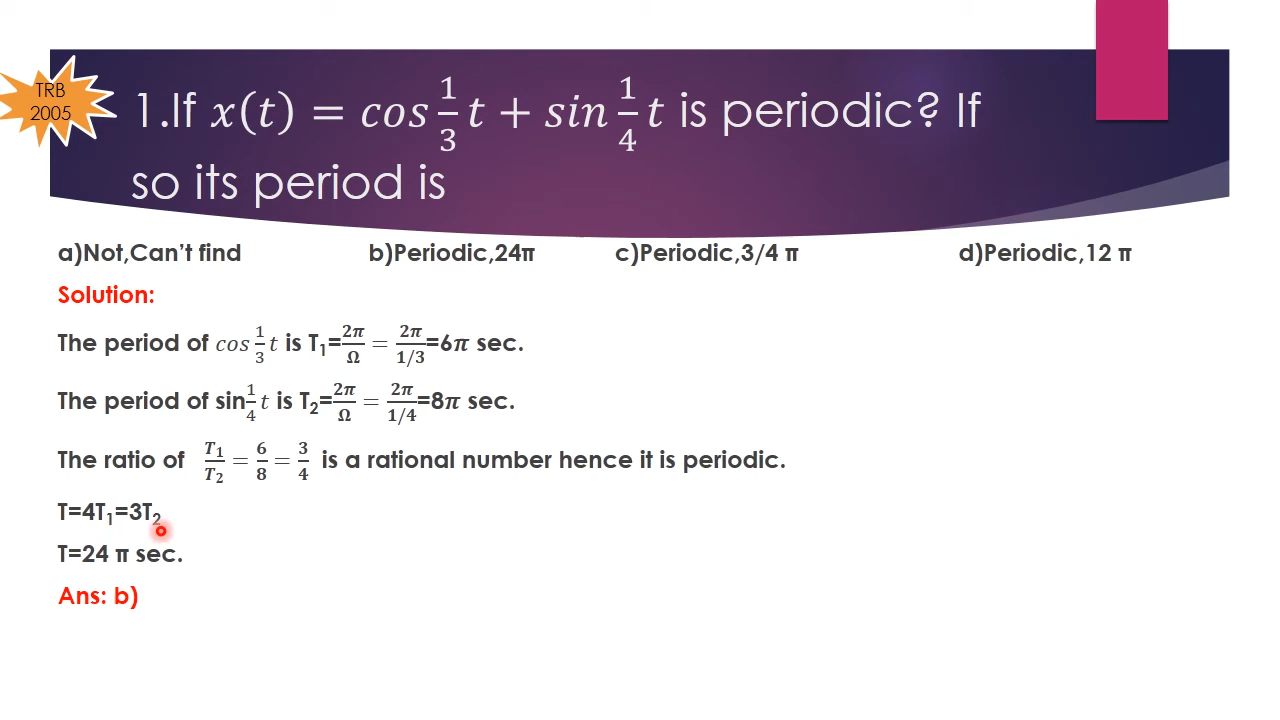 TRB
2005
1.If x(t) = cos 1/3 t + sin 1/4 t is periodic? If
so its period is
a)Not,Can't find b)Periodic,24π c)Periodic,3/4 π d)Periodic,12 π
Solution:
The period of cos 1/3 t is T₁=2π/Ω = 2π/1/3=6π sec.
The period of sin 1/4 t is T₂=2π/Ω = 2π/1/4=8π sec.
The ratio of T₁/T₂ = 6/8 = 3/4 is a rational number hence it is periodic.
T=4T₁=3T₂
T=24 π sec.
Ans: b)